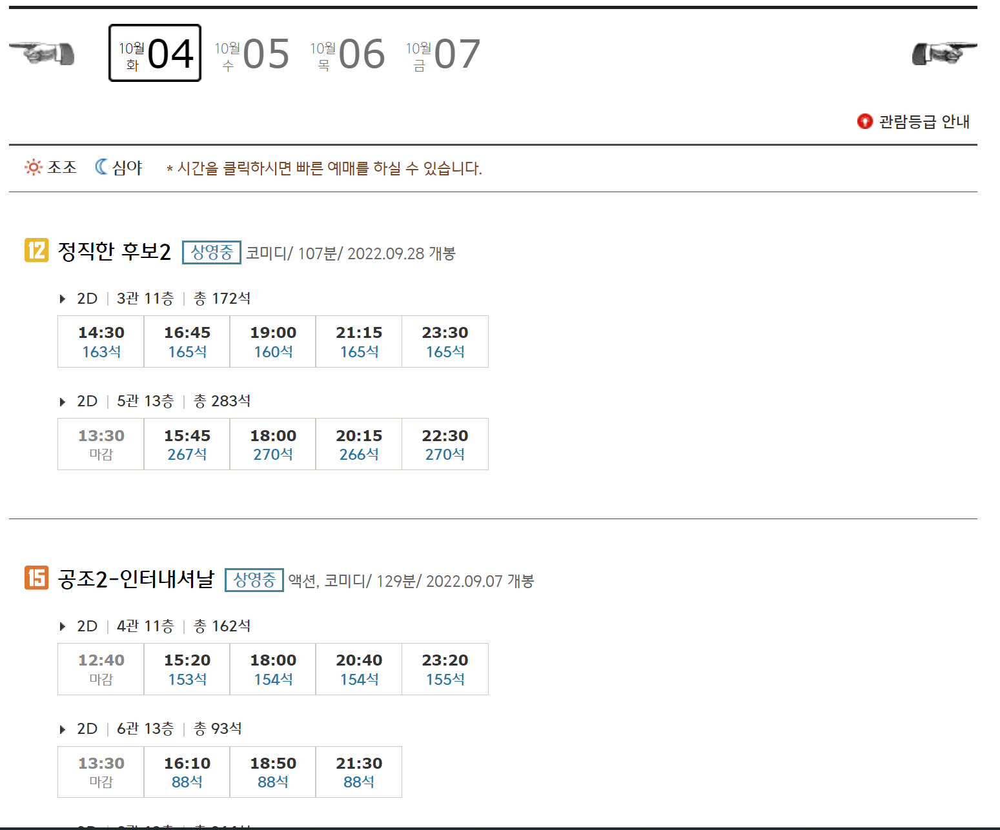 10월 화 04 10월 수 05 10월 목 06 10월 금 07
관람등급 안내
조조 심야 * 시간을 클릭하시면 빠른 예매를 하실 수 있습니다.
12 정직한 후보2 상영중 코미디/ 107분/ 2022.09.28 개봉
2D | 3관 11층 | 총 172석
14:30 16:45 19:00 21:15 23:30
163석 165석 160석 165석 165석
2D | 5관 13층 | 총 283석
13:30 15:45 18:00 20:15 22:30
마감 267석 270석 266석 270석
15 공조2-인터내셔날 상영중 액션, 코미디/ 129분/ 2022.09.07 개봉
2D | 4관 11층 | 총 162석
12:40 15:20 18:00 20:40 23:20
마감 153석 154석 154석 155석
2D | 6관 13층 | 총 93석
13:30 16:10 18:50 21:30
마감 88석 88석 88석